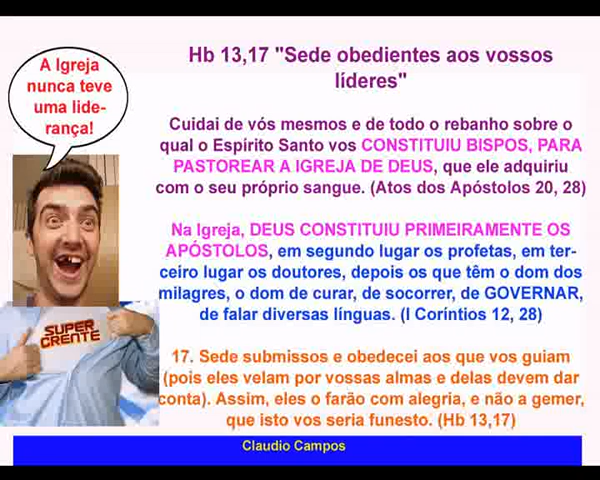 Hb 13,17 "Sede obedientes aos vossos
líderes"
A Igreja
nunca teve
uma lide-
rança!
Cuidai de vós mesmos e de todo o rebanho sobre o
qual o Espírito Santo vos CONSTITUIU BISPOS, PARA
PASTOREAR A IGREJA DE DEUS, que ele adquiriu
com o seu próprio sangue. (Atos dos Apóstolos 20, 28)
Na Igreja, DEUS CONSTITUIU PRIMEIRAMENTE OS
APÓSTOLOS, em segundo lugar os profetas, em ter-
ceiro lugar os doutores, depois os que têm o dom dos
milagres, o dom de curar, de socorrer, de GOVERNAR,
de falar diversas línguas. (I Coríntios 12, 28)
SUPER
CRENTE
17. Sede submissos e obedecei aos que vos guiam
(pois eles velam por vossas almas e delas devem dar
conta). Assim, eles o farão com alegria, e não a gemer,
que isto vos seria funesto. (Hb 13,17)
Claudio Campos